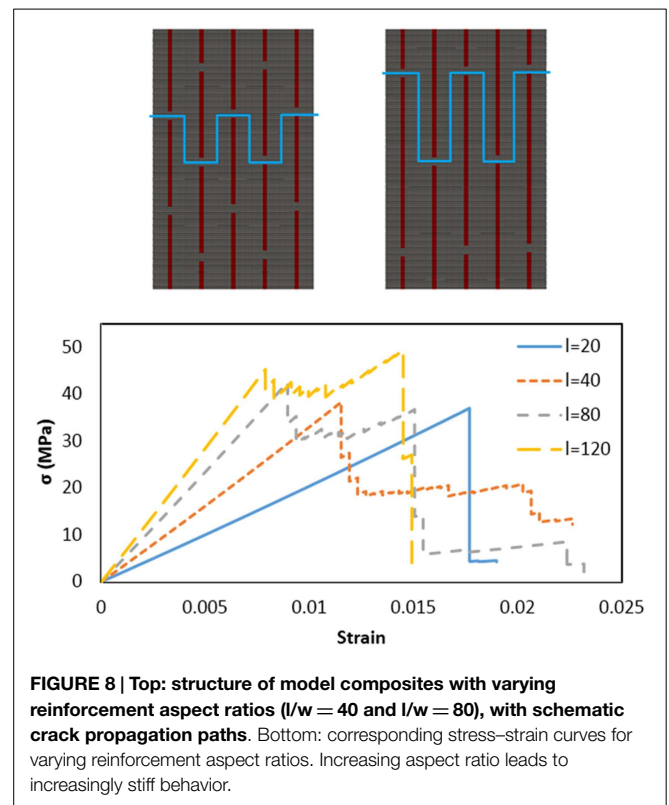 50
40
30
20
10
0
σ (MPa)
l=20
l=40
l=80
l=120
0 0.005 0.01 0.015 0.02 0.025
Strain
FIGURE 8 | Top: structure of model composites with varying
reinforcement aspect ratios (l/w = 40 and l/w = 80), with schematic
crack propagation paths. Bottom: corresponding stress–strain curves for
varying reinforcement aspect ratios. Increasing aspect ratio leads to
increasingly stiff behavior.